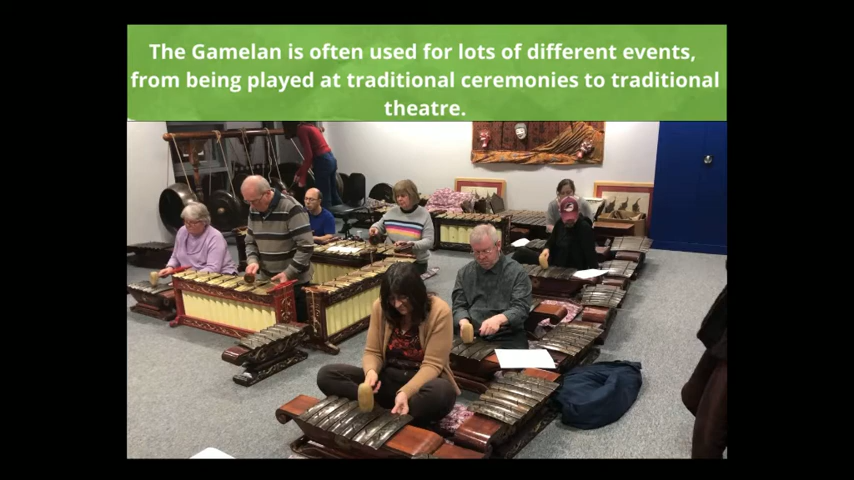 The Gamelan is often used for lots of different events,
from being played at traditional ceremonies to traditional
theatre.